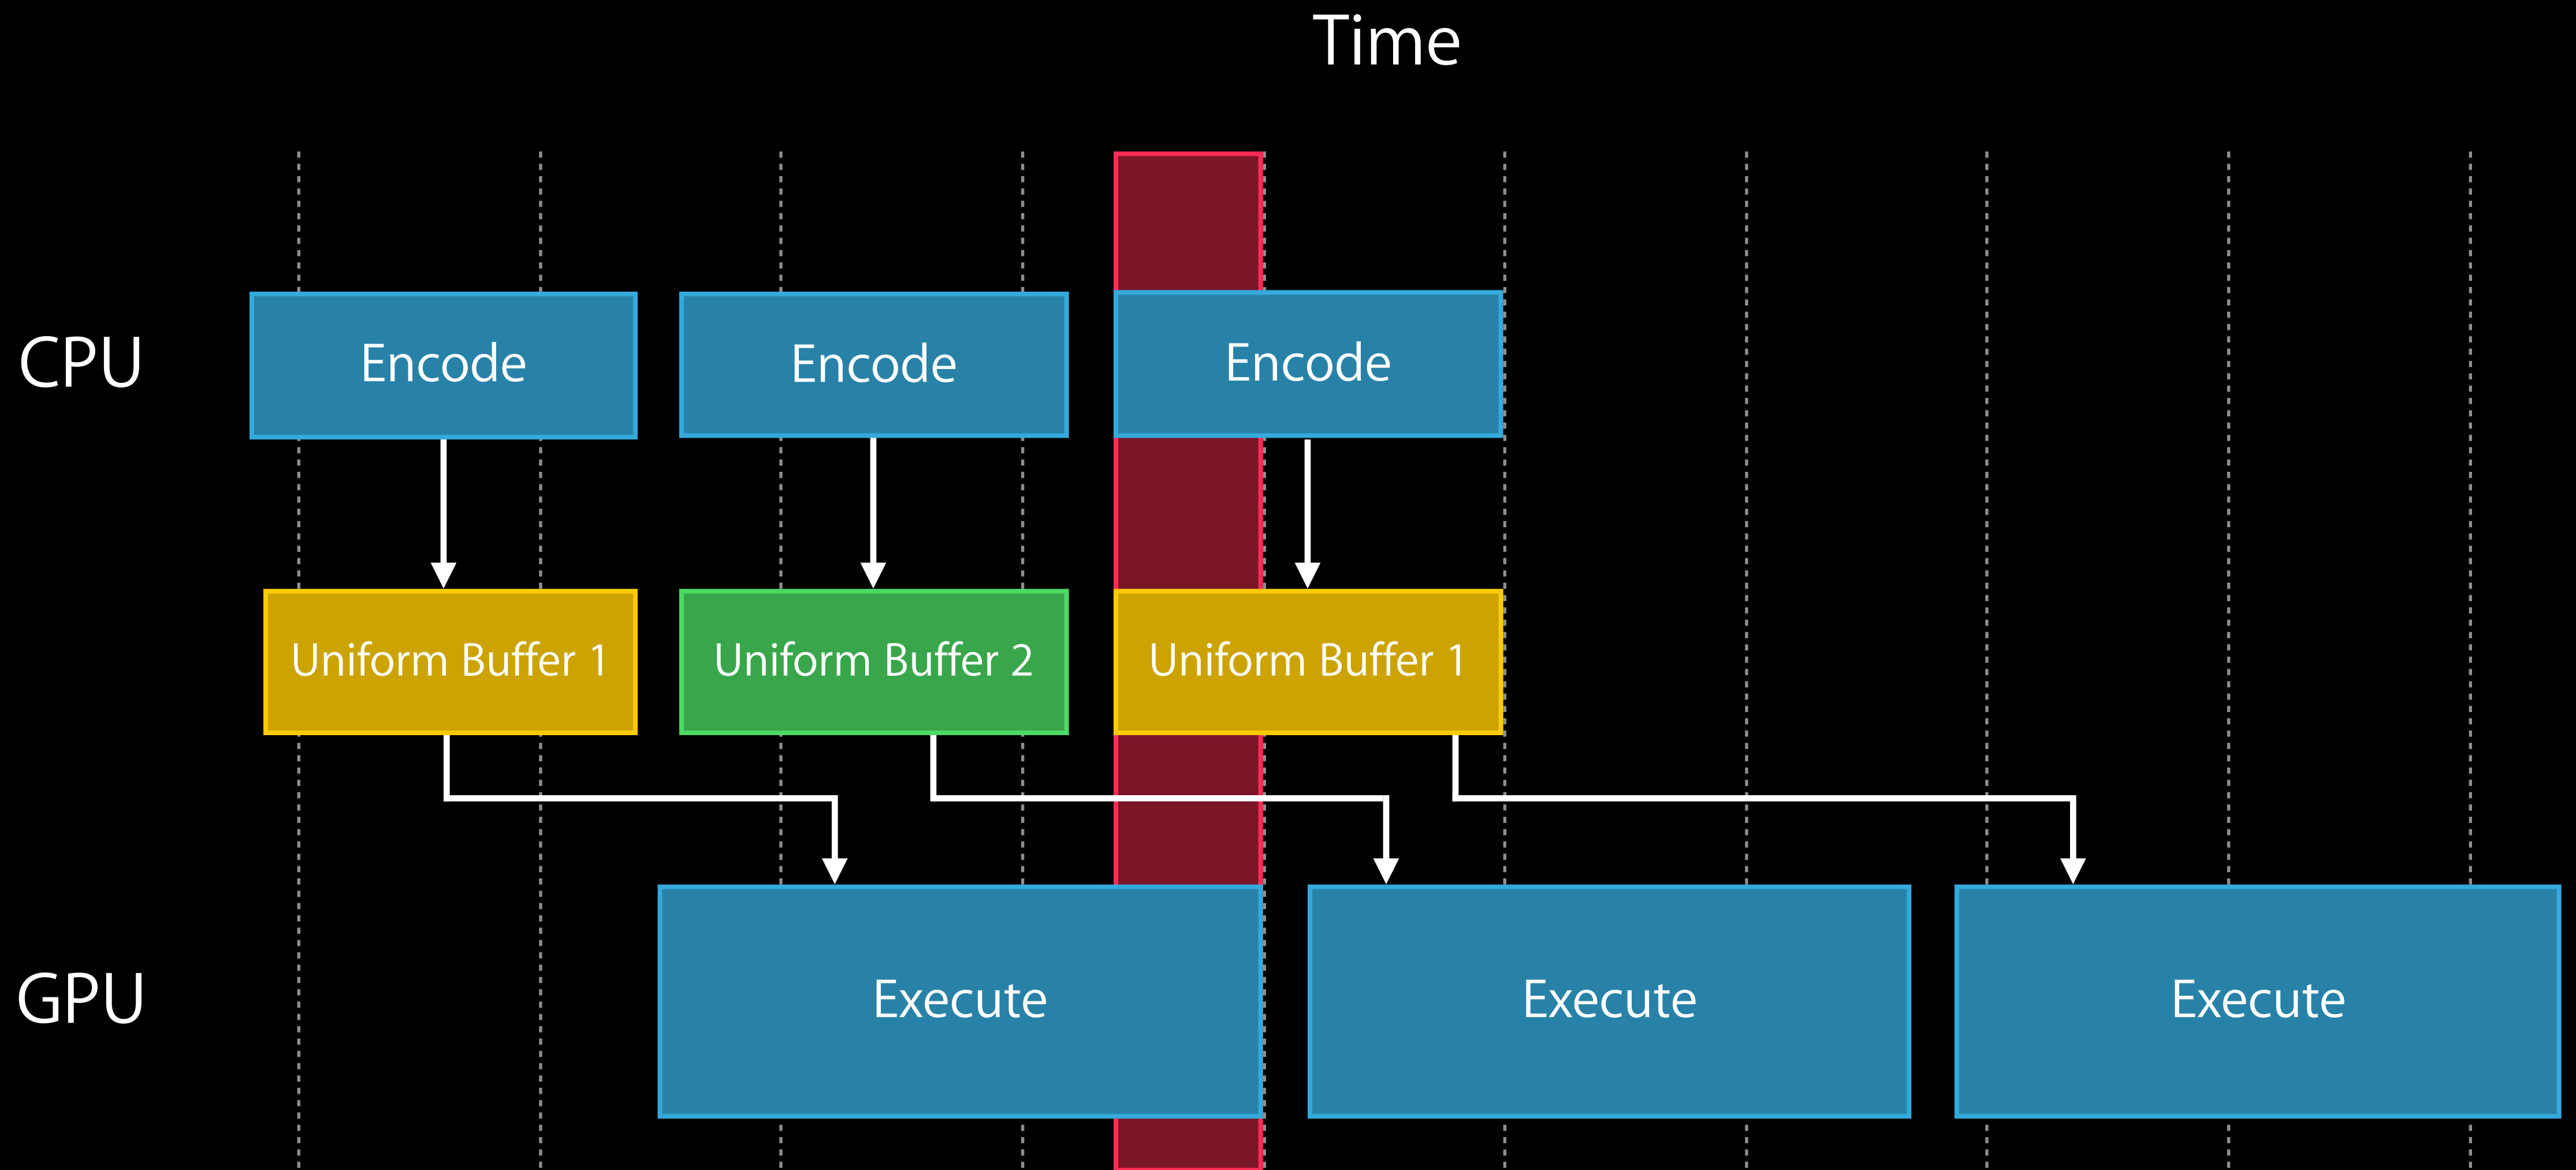 Time
CPU
Encode
Encode
Encode
Uniform Buffer 1
Uniform Buffer 2
Uniform Buffer 1
GPU
Execute
Execute
Execute